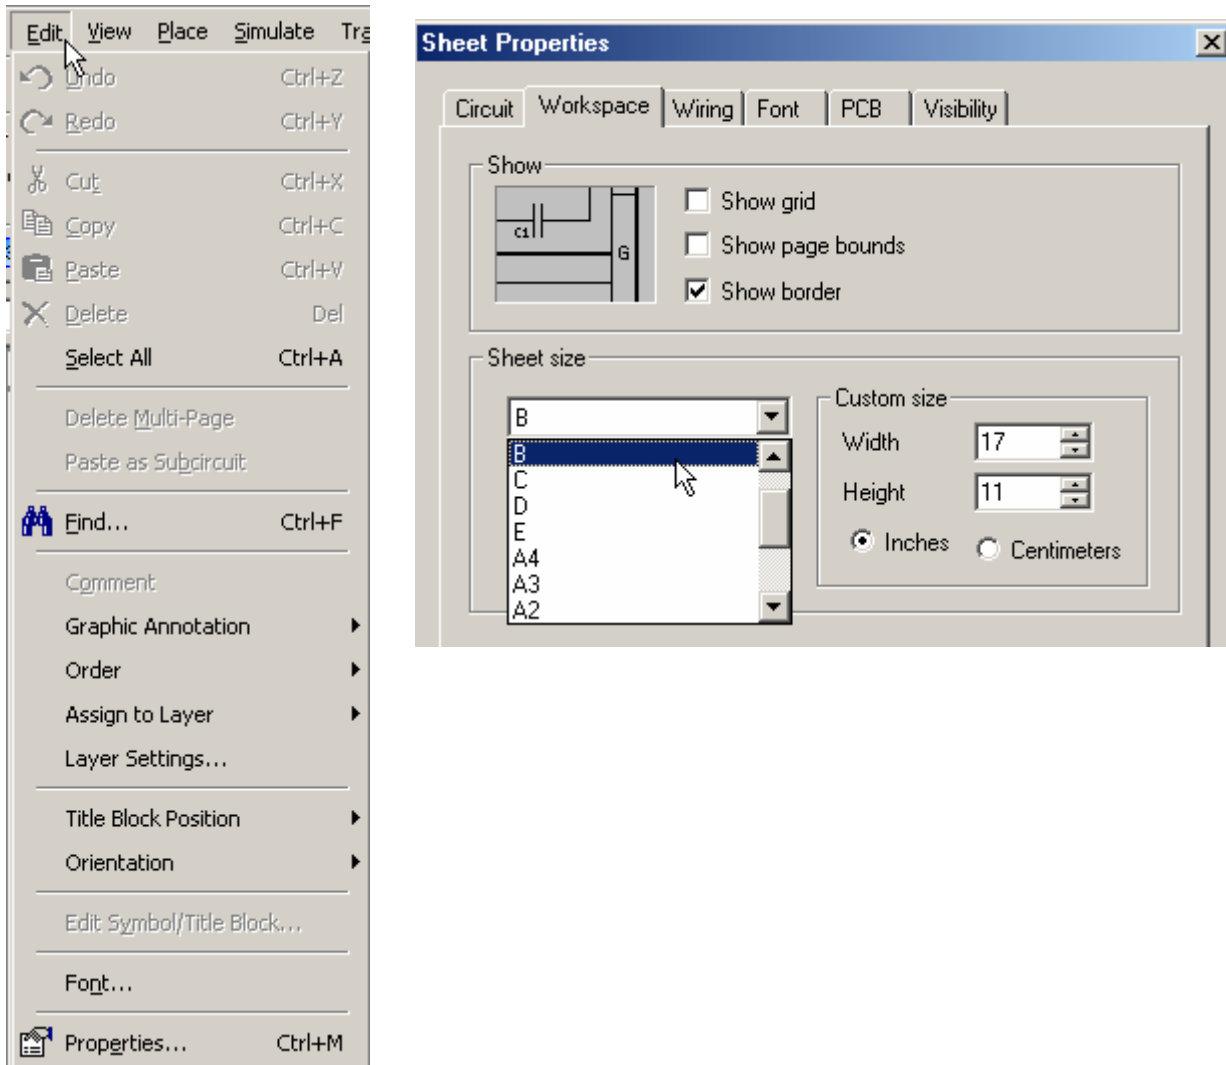 Edit View Place Simulate Tra
Undo Ctrl+Z
Redo Ctrl+Y
Cut Ctrl+X
Copy Ctrl+C
Paste Ctrl+V
Delete Del
Select All Ctrl+A
Delete Multi-Page
Paste as Subcircuit
Find... Ctrl+F
Comment
Graphic Annotation
Order
Assign to Layer
Layer Settings...
Title Block Position
Orientation
Edit Symbol/Title Block...
Font...
Properties... Ctrl+M
Sheet Properties
Circuit Workspace Wiring Font PCB Visibility
Show
C1
G
Show grid
Show page bounds
Show border
Sheet size
B
B
C
D
E
A4
A3
A2
Custom size
Width 17
Height 11
Inches Centimeters